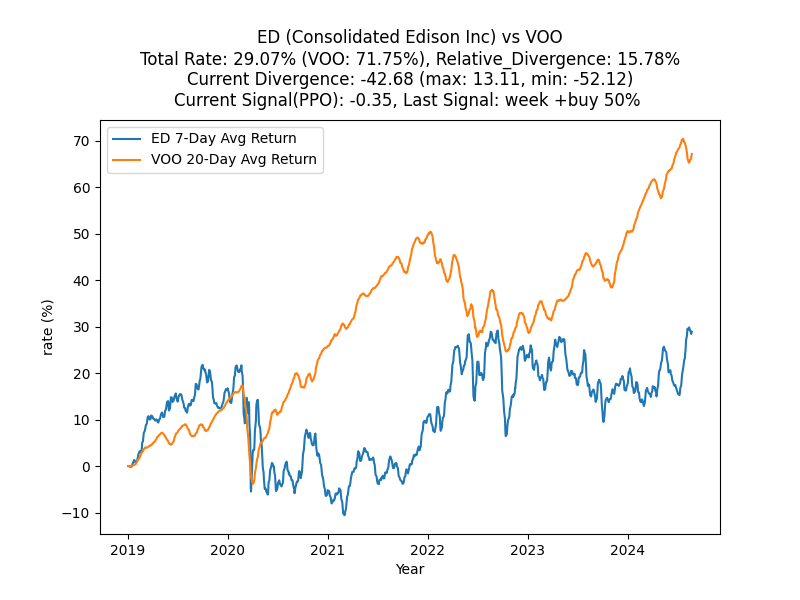 ED (Consolidated Edison Inc) vs VOO
Total Rate: 29.07% (VOO: 71.75%), Relative_Divergence: 15.78%
Current Divergence: -42.68 (max: 13.11, min: -52.12)
Current Signal(PPO): -0.35, Last Signal: week +buy 50%
ED 7-Day Avg Return
VOO 20-Day Avg Return
70
60
50
40
30
20
10
0
−10
rate (%)
2019 2020 2021 2022 2023 2024
Year